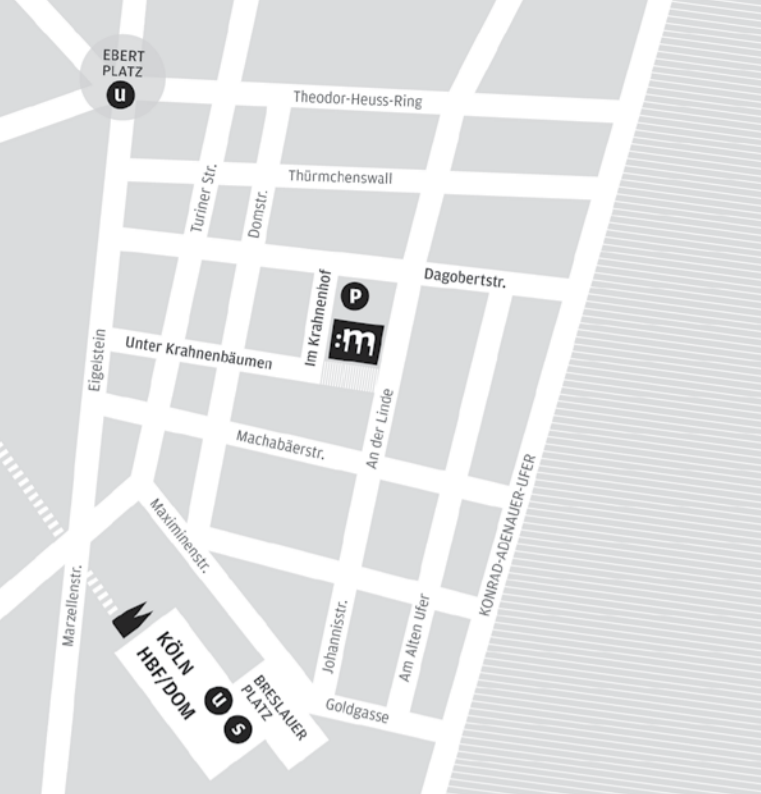 EBERT
PLATZ
u
Theodor-Heuss-Ring
Thürmchenswall
Turiner Str.
Domstr.
Dagobertstr.
P
Im Krahnenhof
:m
Unter Krahnenbäumen
Eigelstein
An der Linde
Machabäerstr.
KONRAD-ADENAUER-UFER
Maximinenstr.
Marzellenstr.
Johannisstr.
Am Alten Ufer
KÖLN
HBF/DOM
u
s
BRESLAUER
PLATZ
Goldgasse